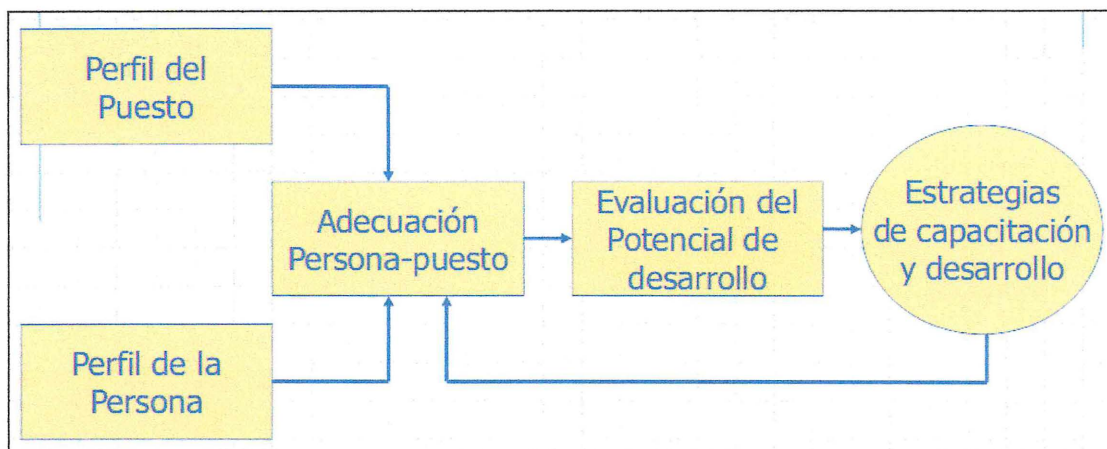 Perfil del
Puesto
Adecuación
Persona-puesto
Evaluación del
Potencial de
desarrollo
Estrategias
de capacitación
y desarrollo
Perfil de la
Persona